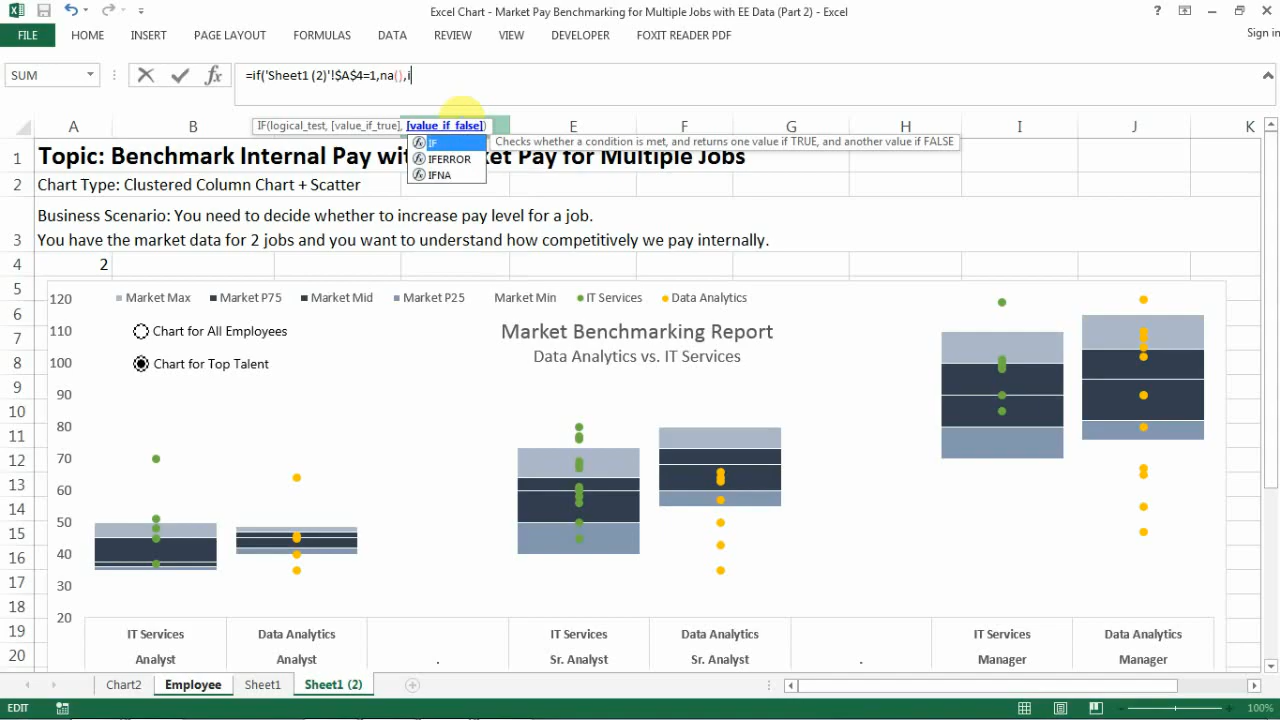 Excel Chart - Market Pay Benchmarking for Multiple Jobs with EE Data (Part 2) - Excel
?
FILE HOME INSERT PAGE LAYOUT FORMULAS DATA REVIEW VIEW DEVELOPER FOXIT READER PDF Sign in
SUM =if('Sheet1 (2)'!$A$4=1,na(),i
IF(logical_test, [value_if_true], [value_if_false])
A B E F G H I J K
IF Checks whether a condition is met, and returns one value if TRUE, and another value if FALSE
IFERROR
IFNA
1 Topic: Benchmark Internal Pay wit ket Pay for Multiple Jobs
2 Chart Type: Clustered Column Chart + Scatter
Business Scenario: You need to decide whether to increase pay level for a job.
3 You have the market data for 2 jobs and you want to understand how competitively we pay internally.
4 2
5 120 Market Max Market P75 Market Mid Market P25 Market Min IT Services Data Analytics
6 110 Chart for All Employees Market Benchmarking Report
7 Data Analytics vs. IT Services
8 100 Chart for Top Talent
9 90
10
11 80
12 70
13 60
14
15 50
16 40
17 30
18 20
19 IT Services Data Analytics IT Services Data Analytics IT Services Data Analytics
20 Analyst Analyst . Sr. Analyst Sr. Analyst . Manager Manager
Chart2 Employee Sheet1 Sheet1 (2)
EDIT 100%